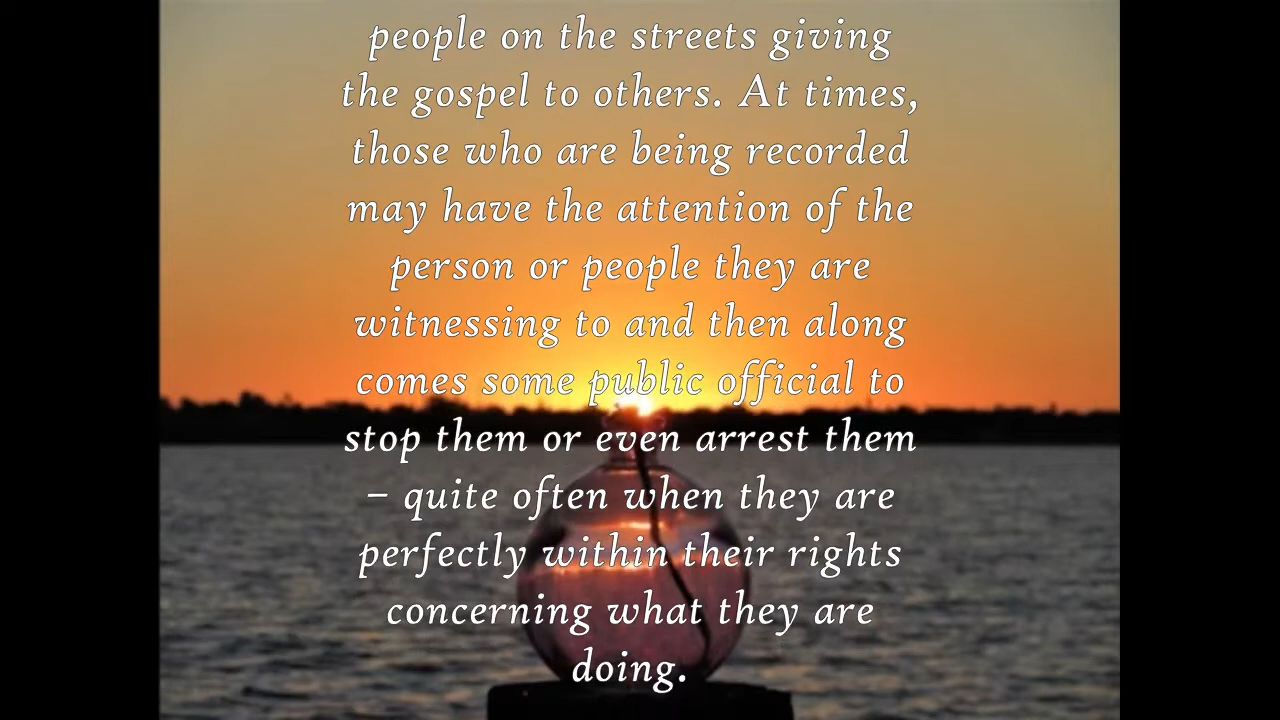 people on the streets giving
the gospel to others. At times,
those who are being recorded
may have the attention of the
person or people they are
witnessing to and then along
comes some public official to
stop them or even arrest them
– quite often when they are
perfectly within their rights
concerning what they are
doing.